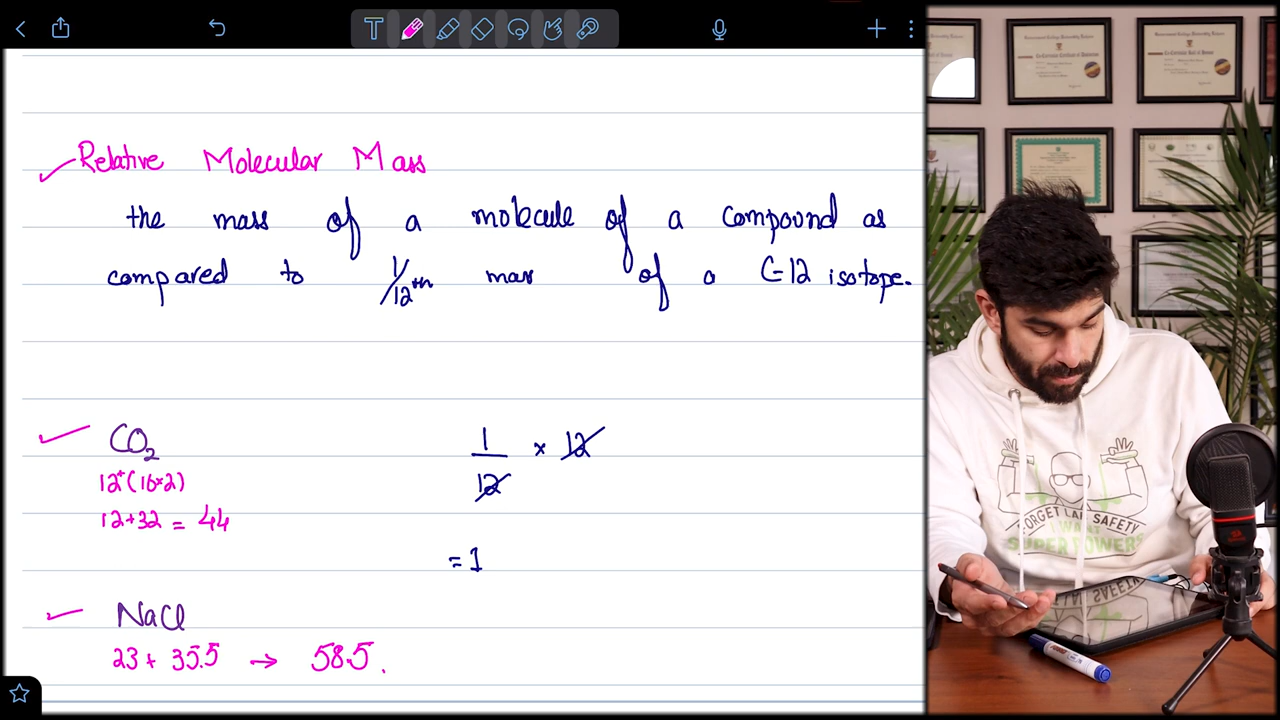 Relative Molecular Mass
the mass of a molecule of a compound as
compared to 1/12th mass of a C-12 isotope.
CO2
12+(16×2)
12+32 = 44
1
12 × 12
= 1
NaCl
23 + 35.5 → 58.5.
FORGET LAB SAFETY
I WANT
SUPER POWERS